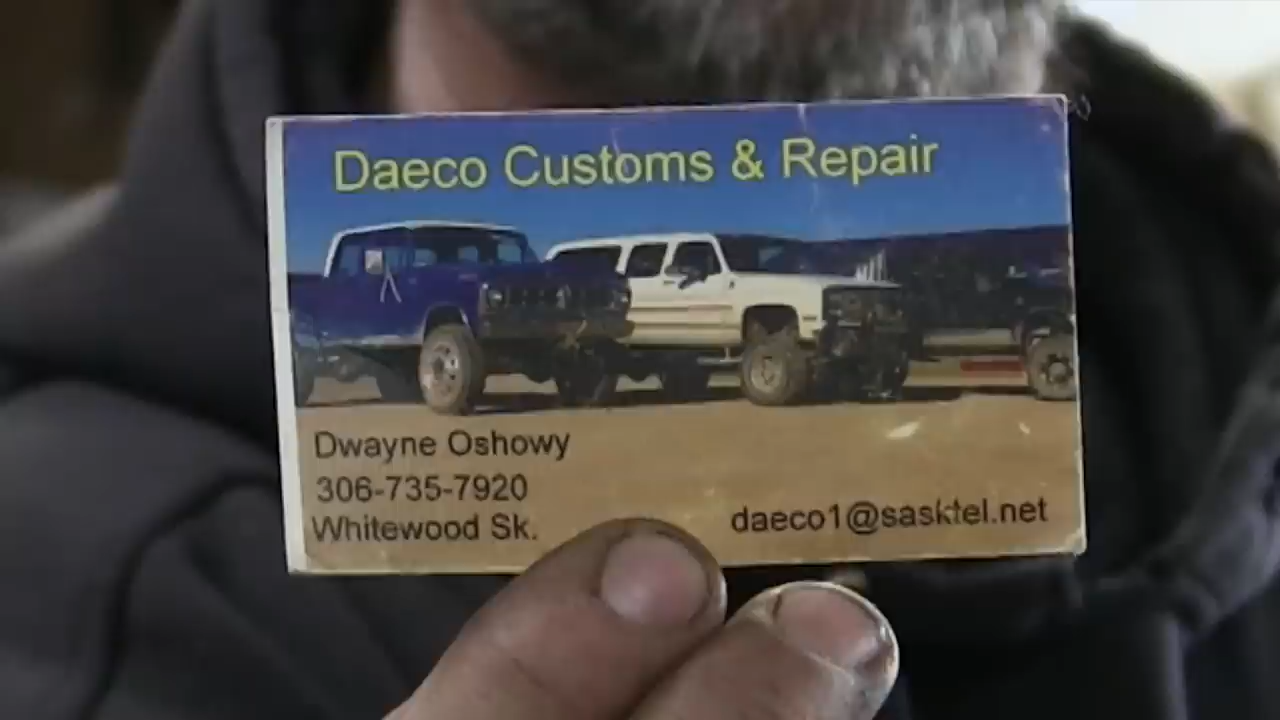 Daeco Customs & Repair
Dwayne Oshowy
306-735-7920
Whitewood Sk.
daeco1@sasktel.net